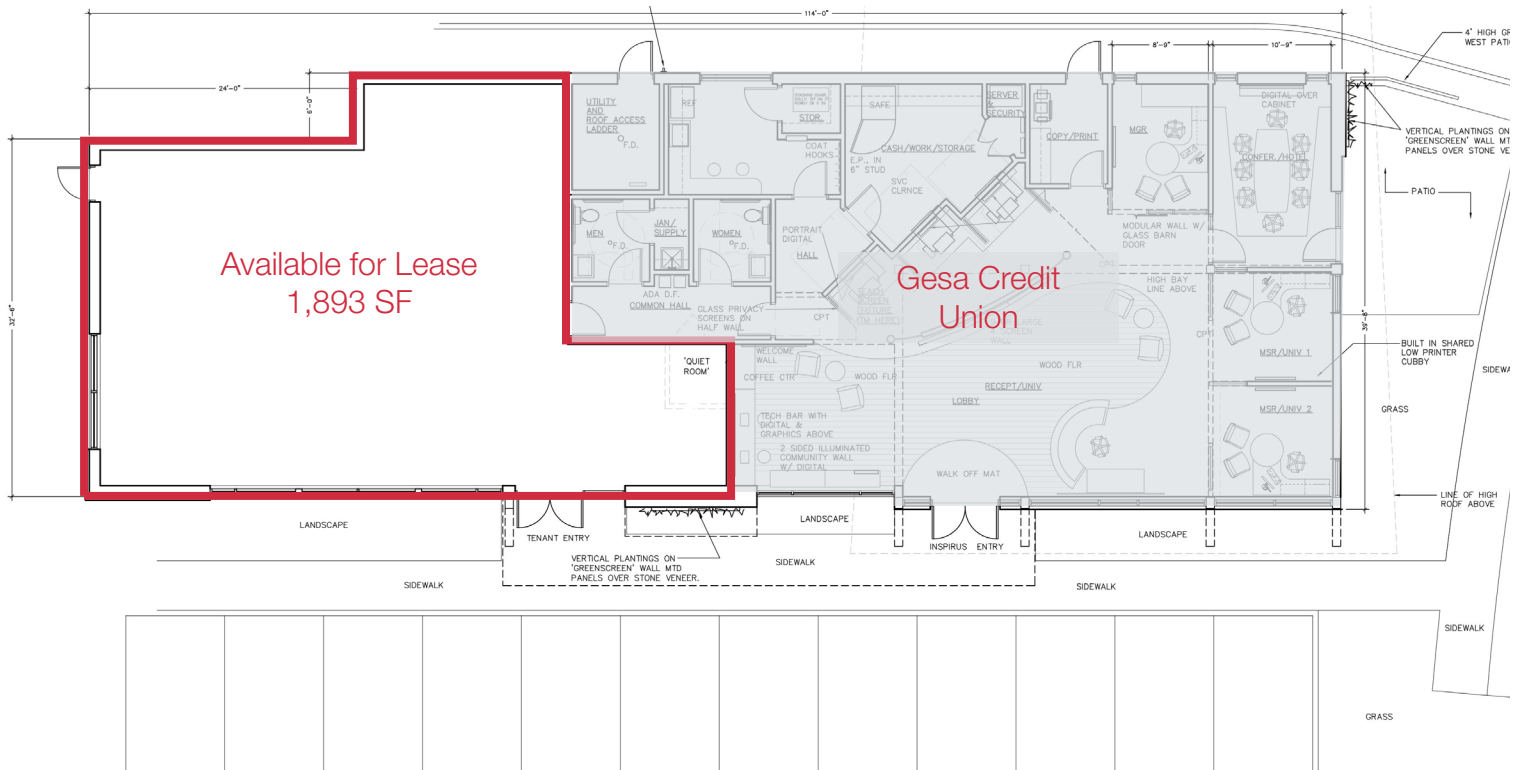 114'-0"
8'-9"
10'-9"
4' HIGH GR
WEST PATI
24'-0"
6'-0"
UTILITY
AND
ROOF ACCESS
LADDER
F.D.
REF
STOR.
COAT
HOOKS
SAFE
SERVER
&
SECURITY
CASH/WORK/STORAGE
E.P., IN
6" STUD
SVC
CLRNCE
COPY/PRINT
MGR
DIGITAL OVER
CABINET
CONFER./HOTEL
VERTICAL PLANTINGS ON
'GREENSCREEN' WALL MT
PANELS OVER STONE VE
PATIO
MEN
F.D.
JAN/
SUPPLY
WOMEN
F.D.
PORTRAIT
DIGITAL
HALL
MODULAR WALL W/
GLASS BARN
DOOR
CPT
HIGH BAY
LINE ABOVE
32'-6"
Available for Lease
1,893 SF
Gesa Credit
Union
ADA D.F.
COMMON HALL
GLASS PRIVACY
SCREENS ON
HALF WALL
CPT
CPT
39'-8"
'QUIET
ROOM'
WELCOME
WALL
COFFEE CTR
WOOD FLR
WOOD FLR
RECEPT/UNIV
LOBBY
MSR/UNIV 1
BUILT IN SHARED
LOW PRINTER
CUBBY
SIDEWA
GRASS
TECH BAR WITH
DIGITAL &
GRAPHICS ABOVE
2 SIDED ILLUMINATED
COMMUNITY WALL
W/ DIGITAL
MSR/UNIV 2
WALK OFF MAT
LINE OF HIGH
ROOF ABOVE
LANDSCAPE
TENANT ENTRY
LANDSCAPE
INSPIRUS ENTRY
LANDSCAPE
VERTICAL PLANTINGS ON
'GREENSCREEN' WALL MTD
PANELS OVER STONE VENEER.
SIDEWALK
SIDEWALK
SIDEWALK
SIDEWALK
GRASS